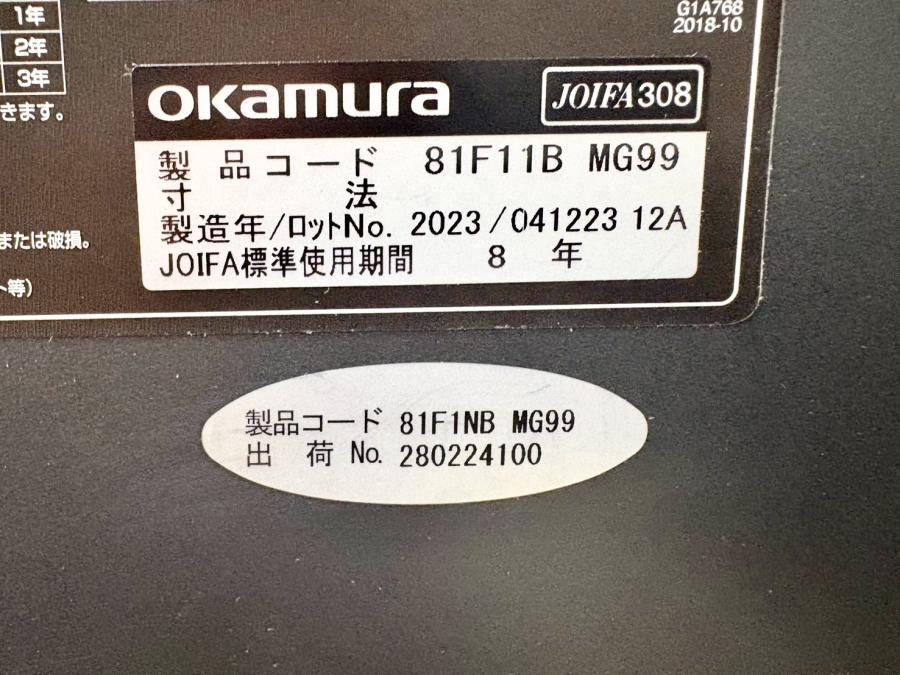 1年
2年
3年
きます。
G1A768
2018-10
okamura JOIFA308
製品コード 81F11B MG99
寸法
製造年/ロットNo. 2023/041223 12A
JOIFA標準使用期間 8 年
または破損。
ト等)
製品コード 81F1NB MG99
出荷No. 280224100